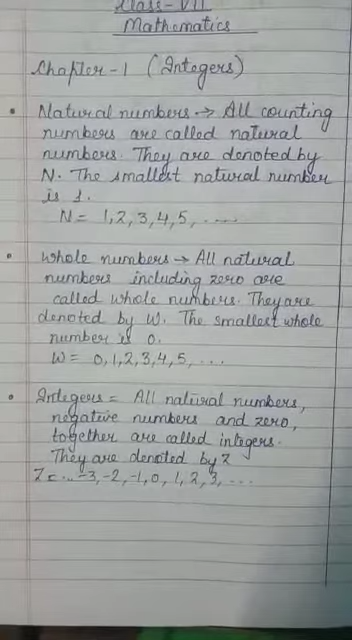 Class-VII
Mathematics
Chapter-1 (Integers)
• Natural numbers → All counting
numbers are called natural
numbers. They are denoted by
N. The smallest natural number
is 1.
N = 1,2,3,4,5, .....
• Whole numbers → All natural
numbers including zero are
called whole numbers. They are
denoted by W. The smallest whole
number is 0.
W = 0,1,2,3,4,5, ...
• Integers = All natural numbers,
negative numbers and zero,
together are called integers.
They are denoted by Z
Z = ... -3,-2,-1,0,1,2,3, ...